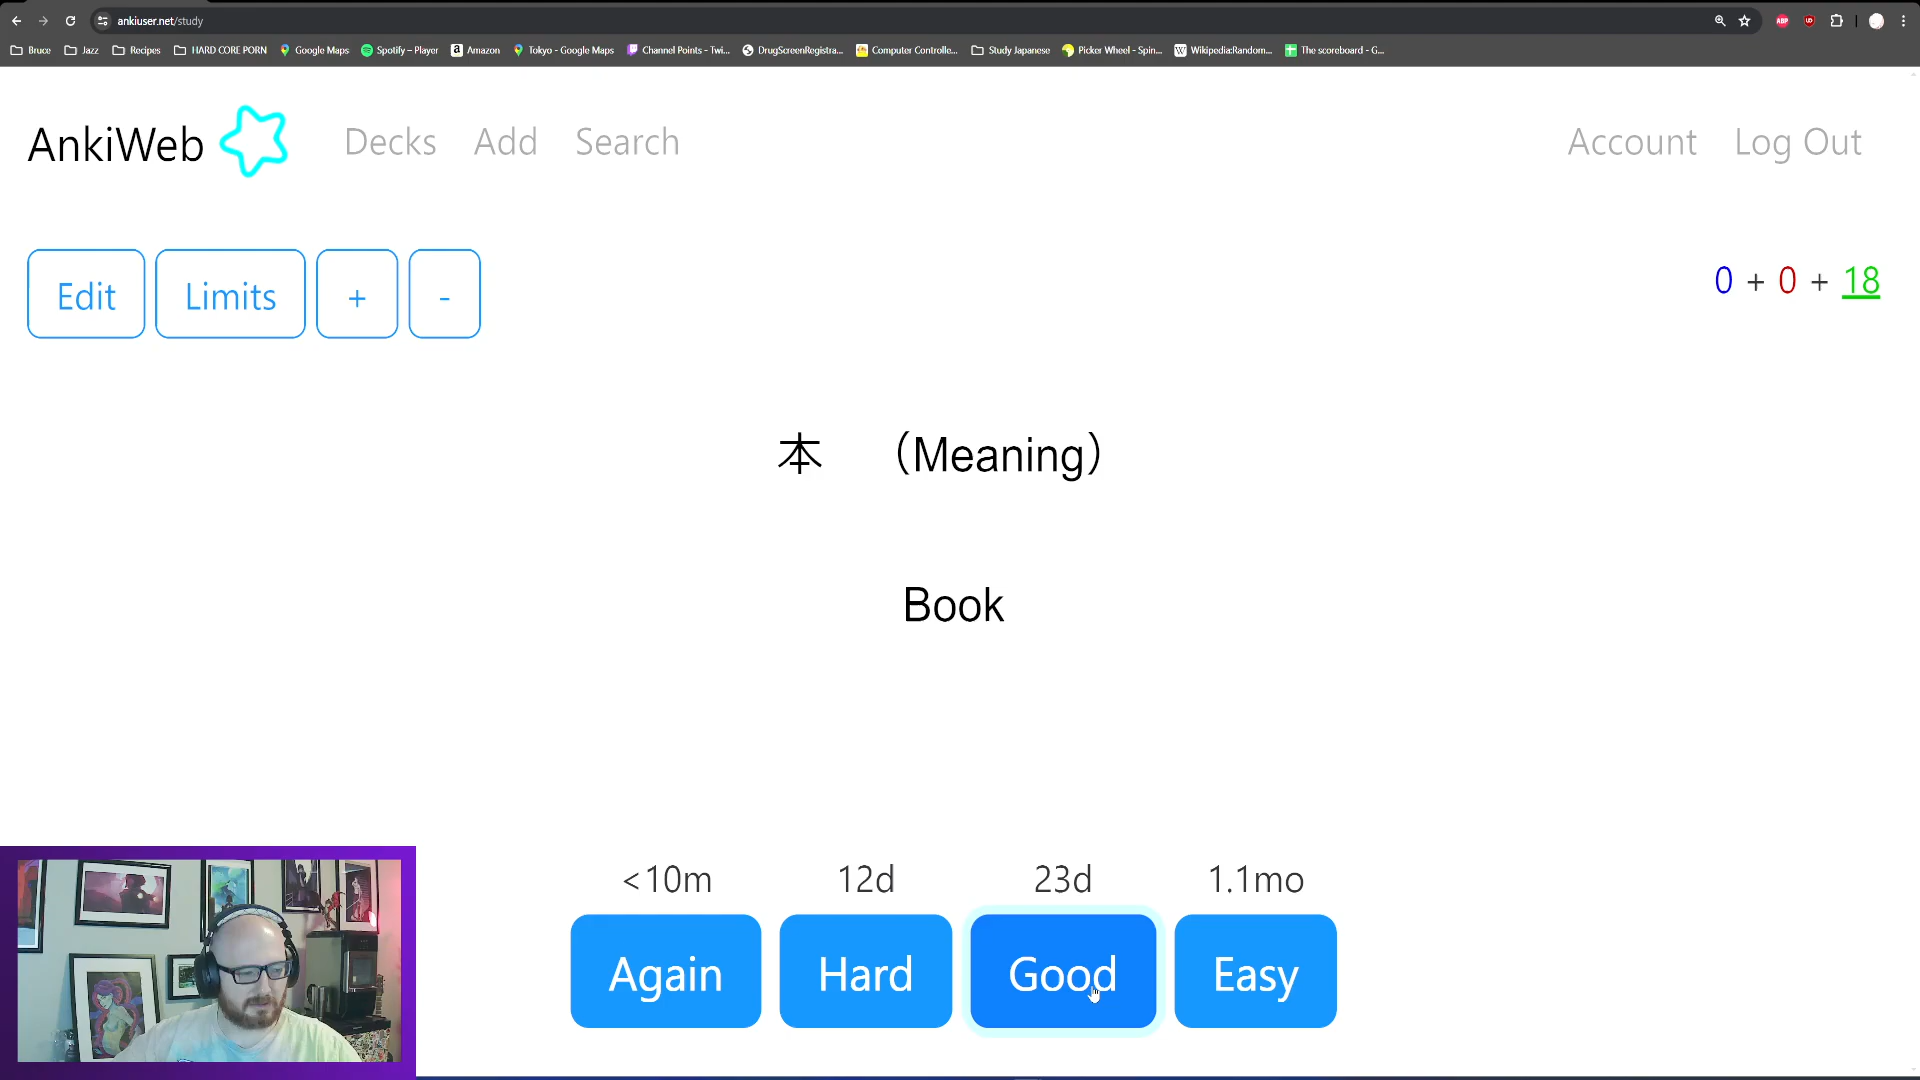 ankiuser.net/study
ABP
Bruce
Jazz
Recipes
HARD CORE PORN
Google Maps
Spotify – Player
Amazon
Tokyo - Google Maps
Channel Points - Twi...
DrugScreenRegistra...
Computer Controlle...
Study Japanese
Picker Wheel - Spin...
Wikipedia:Random...
The scoreboard - G...
AnkiWeb Decks Add Search Account Log Out
Edit Limits + - 0 + 0 + 18
本 (Meaning)
Book
<10m 12d 23d 1.1mo
Again Hard Good Easy